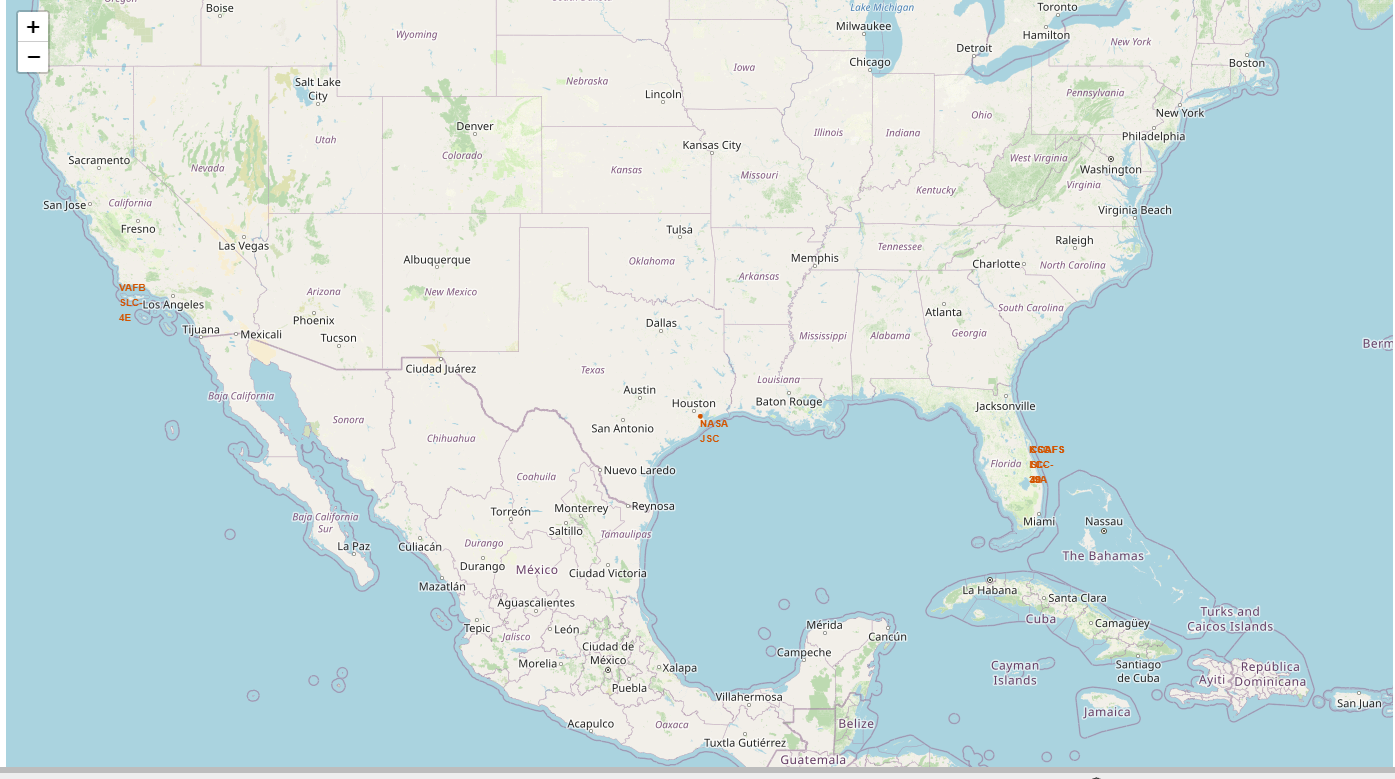 Oregon
Boise
South Dakota
Lake Michigan
Toronto
+
Milwaukee
Hamilton
Wyoming
New York
Detroit
−
Chicago
Boston
Iowa
Salt Lake
City
Nebraska
Lincoln
Pennsylvania
New York
Ohio
Denver
Illinois
Indiana
Philadelphia
Utah
Kansas City
Colorado
West Virginia
Sacramento
Washington
Nevada
Kansas
Missouri
Virginia
Kentucky
San Jose
California
Virginia Beach
Fresno
Tulsa
Las Vegas
Raleigh
Tennessee
Albuquerque
Oklahoma
Memphis
Charlotte
North Carolina
Arkansas
VAFB
SLC-
4E
Los Angeles
Arizona
New Mexico
South Carolina
Atlanta
Phoenix
Dallas
Tijuana
Mexicali
Tucson
Mississippi
Alabama
Georgia
Ciudad Juárez
Texas
Louisiana
Austin
Baja California
Houston
Baton Rouge
Jacksonville
Sonora
NASA
JSC
San Antonio
Chihuahua
Florida
Nuevo Laredo
Coahuila
Baja California
Sur
Torreón
Monterrey
Reynosa
Saltillo
Tamaulipas
Miami
Nassau
La Paz
Culiacán
Durango
The Bahamas
Durango
México
Ciudad Victoria
Mazatlán
La Habana
Santa Clara
Aguascalientes
Cuba
Camagüey
Turks and
Caicos Islands
Tepic
León
Jalisco
Mérida
Cancún
Ciudad de
México
Campeche
Morelia
Xalapa
Cayman
Islands
Santiago
de Cuba
Ayiti
República
Dominicana
Puebla
Villahermosa
San Juan
Acapulco
Oaxaca
Jamaica
Belize
Tuxtla Gutiérrez
Guatemala